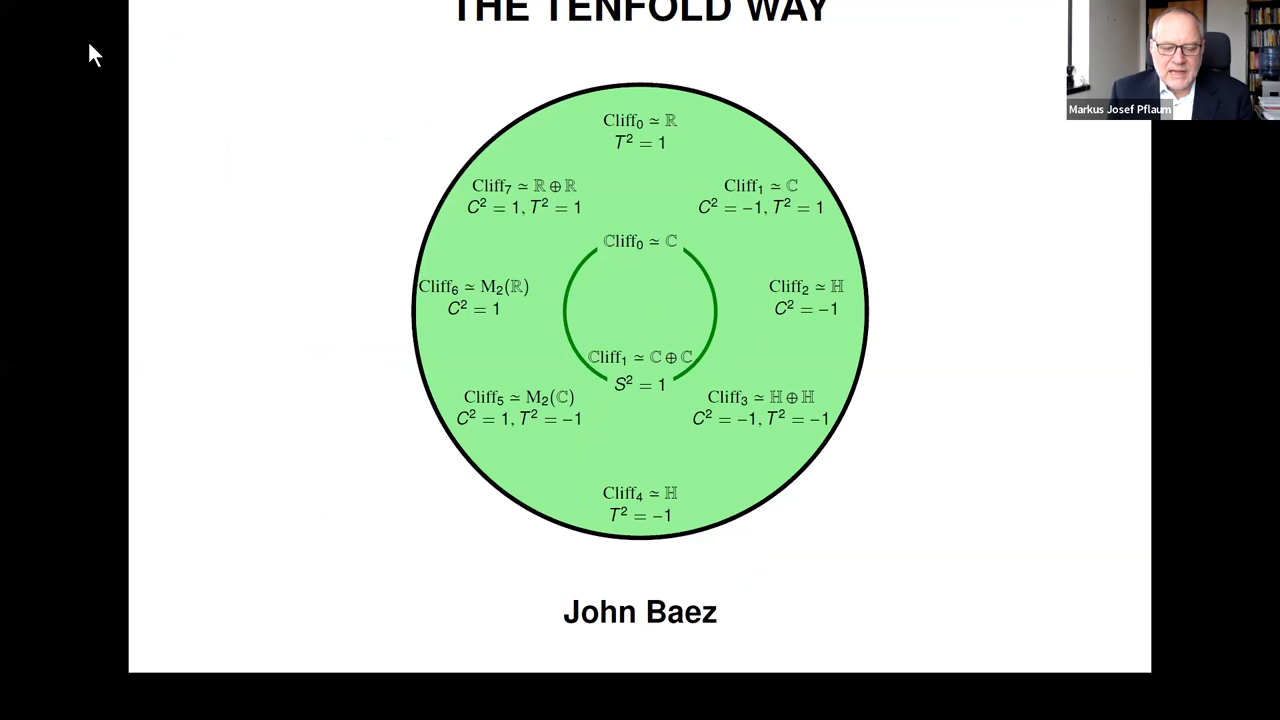 THE TENFOLD WAY
Markus Josef Pflaum
Cliff₀ ≃ ℝ
T² = 1
Cliff₇ ≃ ℝ ⊕ ℝ
C² = 1, T² = 1
Cliff₁ ≃ ℂ
C² = −1, T² = 1
ℂliff₀ ≃ ℂ
Cliff₆ ≃ M₂(ℝ)
C² = 1
Cliff₂ ≃ ℍ
C² = −1
ℂliff₁ ≃ ℂ ⊕ ℂ
S² = 1
Cliff₅ ≃ M₂(ℂ)
C² = 1, T² = −1
Cliff₃ ≃ ℍ ⊕ ℍ
C² = −1, T² = −1
Cliff₄ ≃ ℍ
T² = −1
John Baez